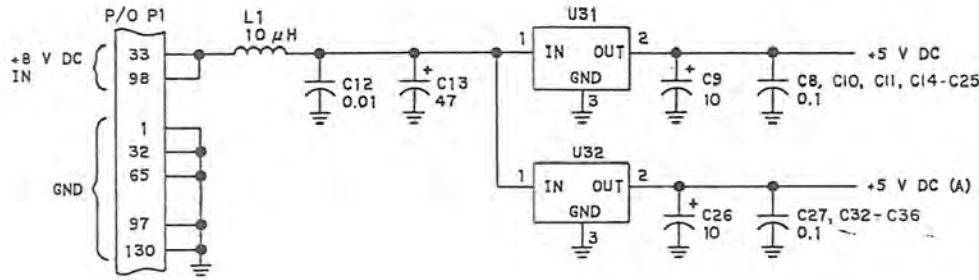 P/O P1
L1
10 µH
U31
+8 V DC
IN
33
98
1
IN OUT
2
GND
3
+5 V DC
C12
0.01
+
C13
47
+
C9
10
C8, C10, C11, C14-C25
0.1
GND
1
32
65
97
130
U32
1
IN OUT
2
GND
3
+5 V DC (A)
+
C26
10
C27, C32-C36
0.1